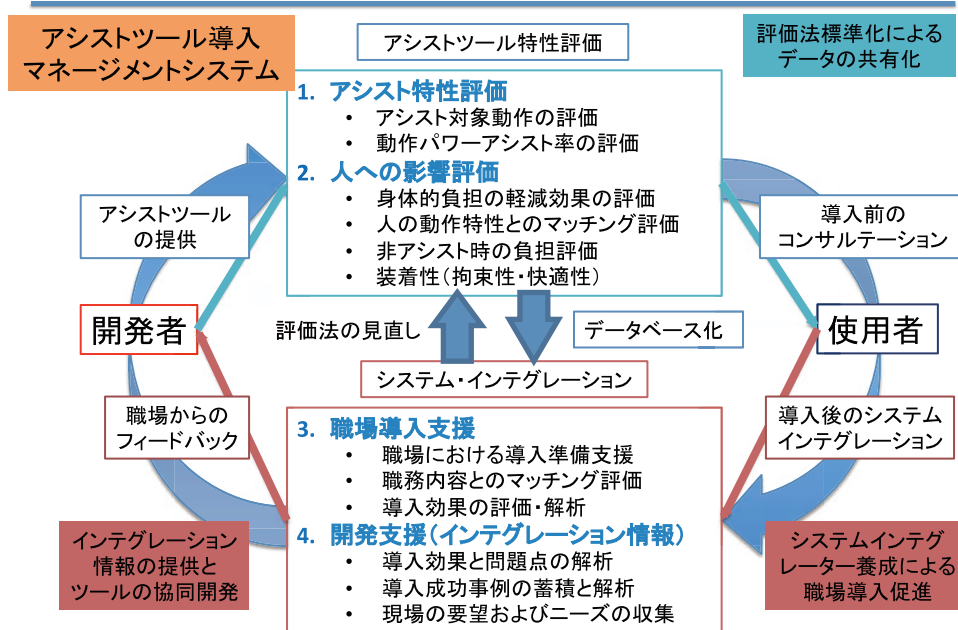 アシストツール導入
マネージメントシステム
アシストツール特性評価
評価法標準化による
データの共有化
1. アシスト特性評価
• アシスト対象動作の評価
• 動作パワーアシスト率の評価
2. 人への影響評価
• 身体的負担の軽減効果の評価
• 人の動作特性とのマッチング評価
• 非アシスト時の負担評価
• 装着性(拘束性・快適性)
アシストツール
の提供
導入前の
コンサルテーション
開発者
評価法の見直し
データベース化
使用者
システム・インテグレーション
職場からの
フィードバック
導入後のシステム
インテグレーション
3. 職場導入支援
• 職場における導入準備支援
• 職務内容とのマッチング評価
• 導入効果の評価・解析
4. 開発支援(インテグレーション情報)
• 導入効果と問題点の解析
• 導入成功事例の蓄積と解析
• 現場の要望およびニーズの収集
インテグレーション
情報の提供と
ツールの協同開発
システムインテグ
レーター養成による
職場導入促進